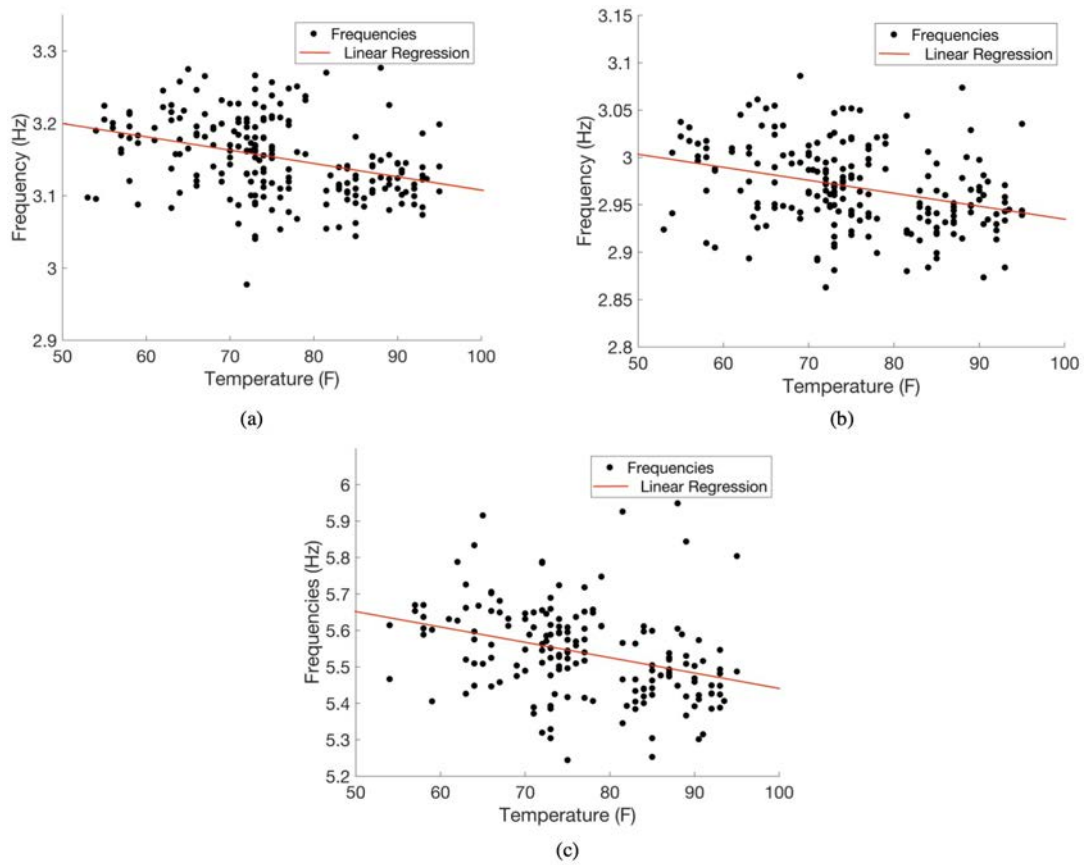 Frequencies
Linear Regression
3.3
3.2
3.1
3
2.9
Frequency (Hz)
50 60 70 80 90 100
Temperature (F)
(a)
Frequencies
Linear Regression
3.15
3.1
3.05
3
2.95
2.9
2.85
2.8
Frequency (Hz)
50 60 70 80 90 100
Temperature (F)
(b)
Frequencies
Linear Regression
6
5.9
5.8
5.7
5.6
5.5
5.4
5.3
5.2
Frequencies (Hz)
50 60 70 80 90 100
Temperature (F)
(c)